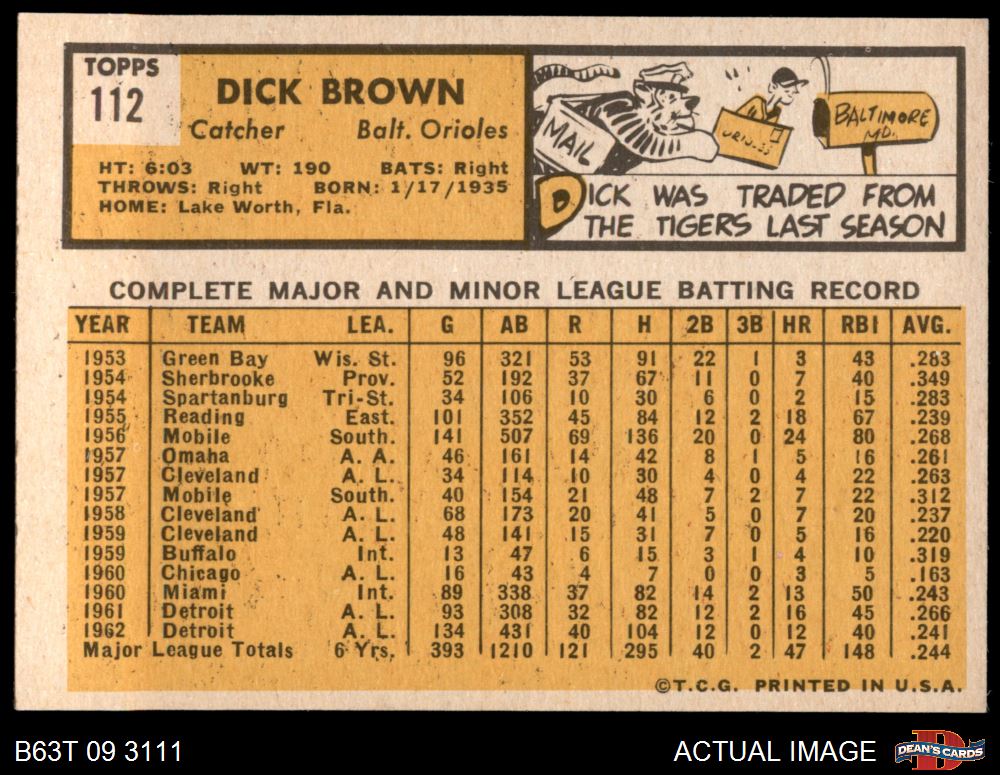 TOPPS
112
DICK BROWN
Catcher Balt. Orioles
HT: 6:03 WT: 190 BATS: Right
THROWS: Right BORN: 1/17/1935
HOME: Lake Worth, Fla.
MAIL
ORIOLES
BALTIMORE
MD.
DICK WAS TRADED FROM
THE TIGERS LAST SEASON
COMPLETE MAJOR AND MINOR LEAGUE BATTING RECORD
YEAR TEAM LEA. G AB R H 2B 3B HR RBI AVG.
1953 Green Bay Wis. St. 96 321 53 91 22 1 3 43 .283
1954 Sherbrooke Prov. 52 192 37 67 11 0 7 40 .349
1954 Spartanburg Tri-St. 34 106 10 30 6 0 2 15 .283
1955 Reading East. 101 352 45 84 12 2 18 67 .239
1956 Mobile South. 141 507 69 136 20 0 24 80 .268
1957 Omaha A. A. 46 161 14 42 8 1 5 16 .261
1957 Cleveland A. L. 34 114 10 30 4 0 4 22 .263
1957 Mobile South. 40 154 21 48 7 2 7 22 .312
1958 Cleveland A. L. 68 173 20 41 5 0 7 20 .237
1959 Cleveland A. L. 48 141 15 31 7 0 5 16 .220
1959 Buffalo Int. 13 47 6 15 3 1 4 10 .319
1960 Chicago A. L. 16 43 4 7 0 0 3 5 .163
1960 Miami Int. 89 338 37 82 14 2 13 50 .243
1961 Detroit A. L. 93 308 32 82 12 2 16 45 .266
1962 Detroit A. L. 134 431 40 104 12 0 12 40 .241
Major League Totals 6 Yrs. 393 1210 121 295 40 2 47 148 .244
©T.C.G. PRINTED IN U.S.A.
B63T 09 3111 ACTUAL IMAGE
DEAN'S CARDS